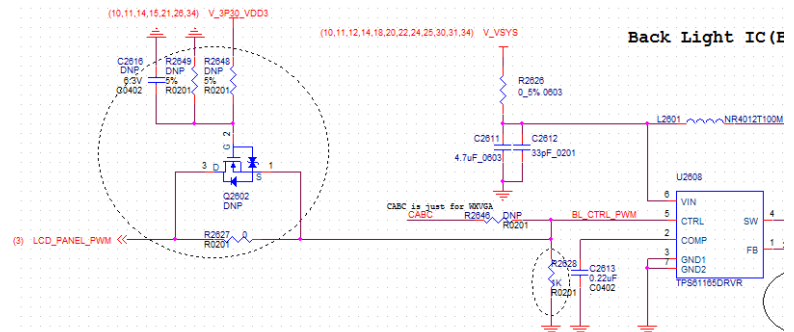 (10,11,14,15,21,26,34) V_3P30_VDD3
(10,11,12,14,18,20,22,24,25,30,31,34) V_VSYS
Back Light IC(B
C2616
DNP
6.3V
C0402
R2649
DNP
5%
R0201
R2648
DNP
5%
R0201
R2626
0_5% 0603
L2601
NR4012T100M
2
G
3
D
S
1
Q2602
DNP
C2611
4.7uF_0603
C2612
33pF_0201
U2608
6
VIN
5
CTRL
2
COMP
3
GND1
7
GND2
SW
4
FB
1
TPS61165DRVR
CABC is just for WXVGA
CABC
R2646
DNP
R0201
BL_CTRL_PWM
(3) LCD_PANEL_PWM
R2627
0
R0201
R2628
1K
R0201
C2613
0.22uF
C0402